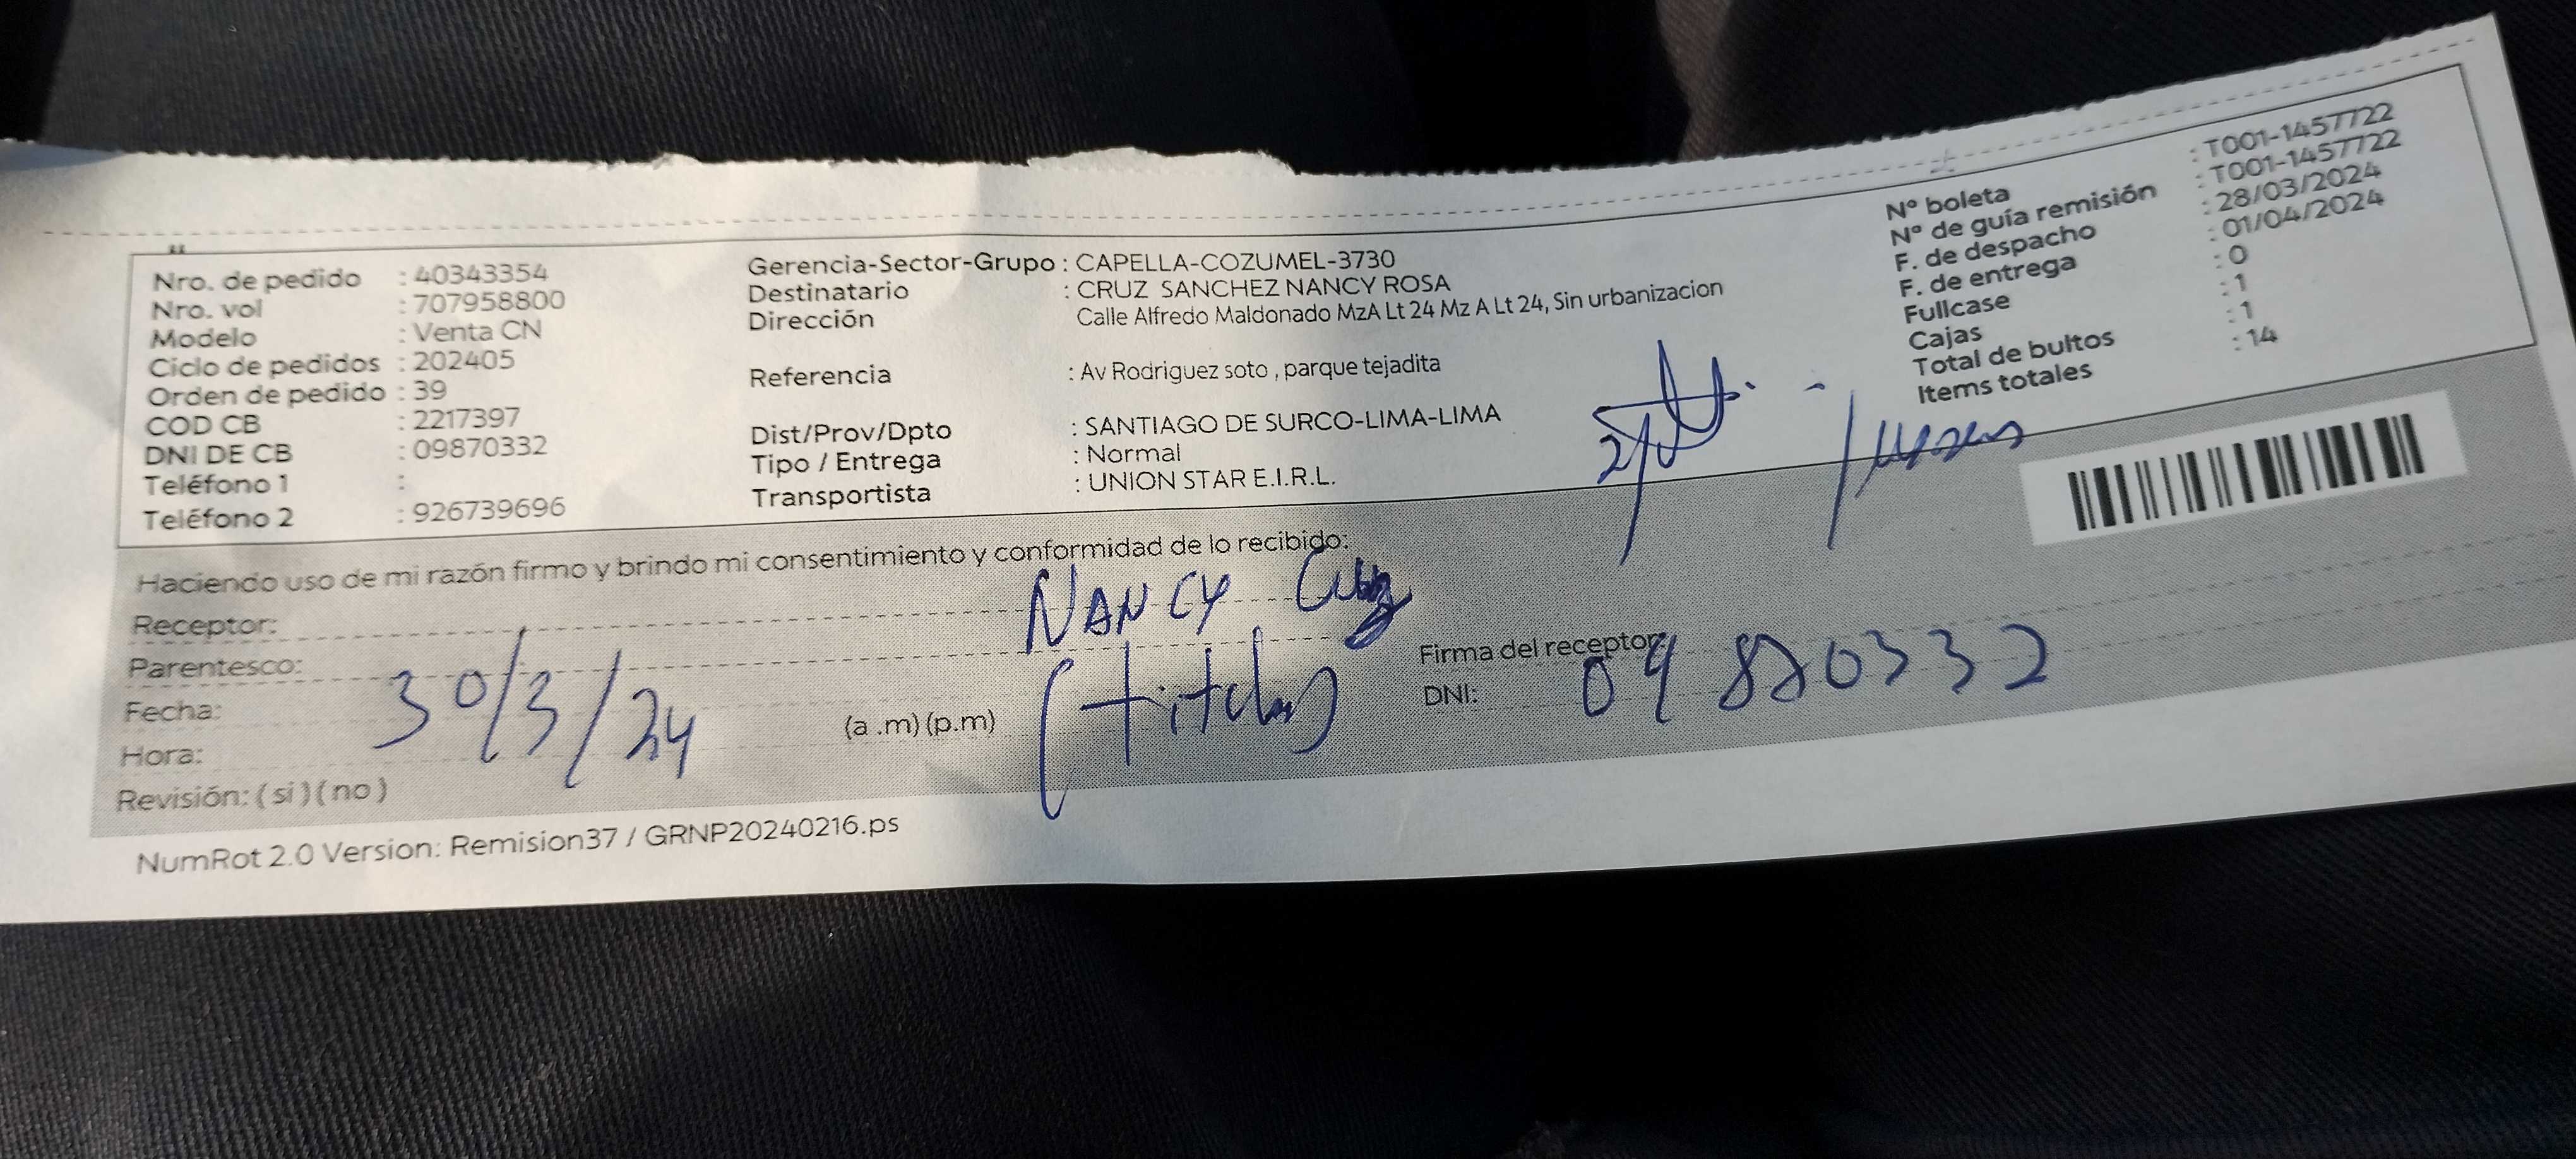 Nro. de pedido : 40343354
Nro. vol : 707958800
Modelo : Venta CN
Ciclo de pedidos : 202405
Orden de pedido : 39
COD CB : 2217397
DNI DE CB : 09870332
Teléfono 1 :
Teléfono 2 : 926739696
Gerencia-Sector-Grupo : CAPELLA-COZUMEL-3730
Destinatario : CRUZ SANCHEZ NANCY ROSA
Dirección Calle Alfredo Maldonado MzA Lt 24 Mz A Lt 24, Sin urbanizacion
Referencia : Av Rodriguez soto , parque tejadita
Dist/Prov/Dpto : SANTIAGO DE SURCO-LIMA-LIMA
Tipo / Entrega : Normal
Transportista : UNION STAR E.I.R.L.
Nº boleta : T001-1457722
Nº de guía remisión : T001-1457722
F. de despacho : 28/03/2024
F. de entrega : 01/04/2024
Fullcase : 0
Cajas : 1
Total de bultos : 1
Items totales : 14
Haciendo uso de mi razón firmo y brindo mi consentimiento y conformidad de lo recibido:
Receptor: NANCY Cruz
Parentesco: (titular)
Fecha: 30/3/24
Hora: (a .m) (p.m)
Revisión: ( si ) ( no )
Firma del receptor:
DNI: 09880332
NumRot 2.0 Version: Remision37 / GRNP20240216.ps